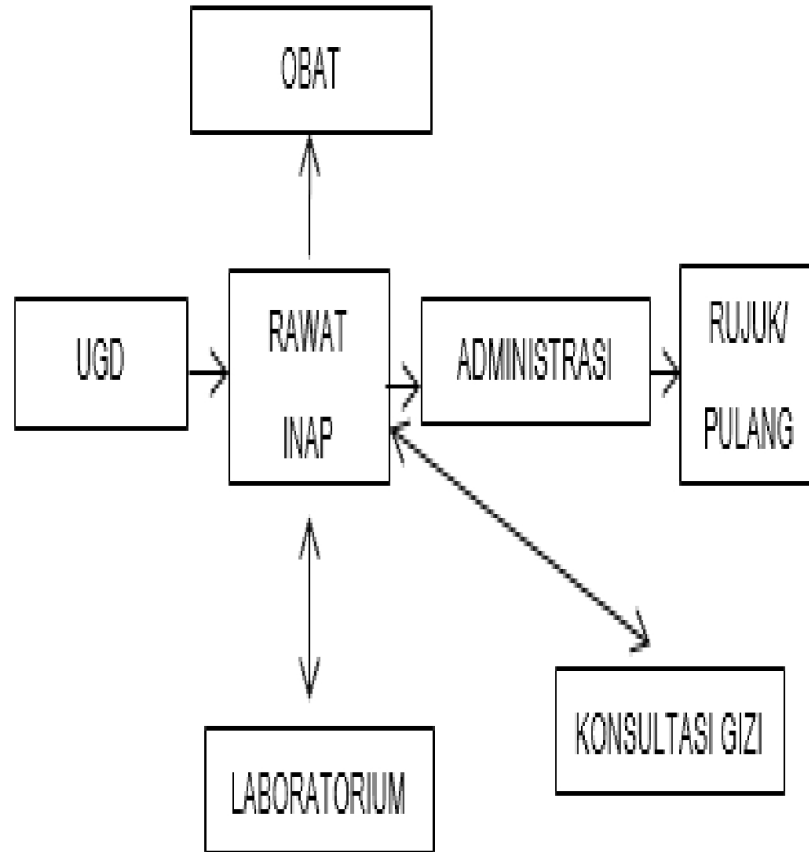 OBAT
UGD
RAWAT
INAP
ADMINISTRASI
RUJUK/
PULANG
KONSULTASI GIZI
LABORATORIUM